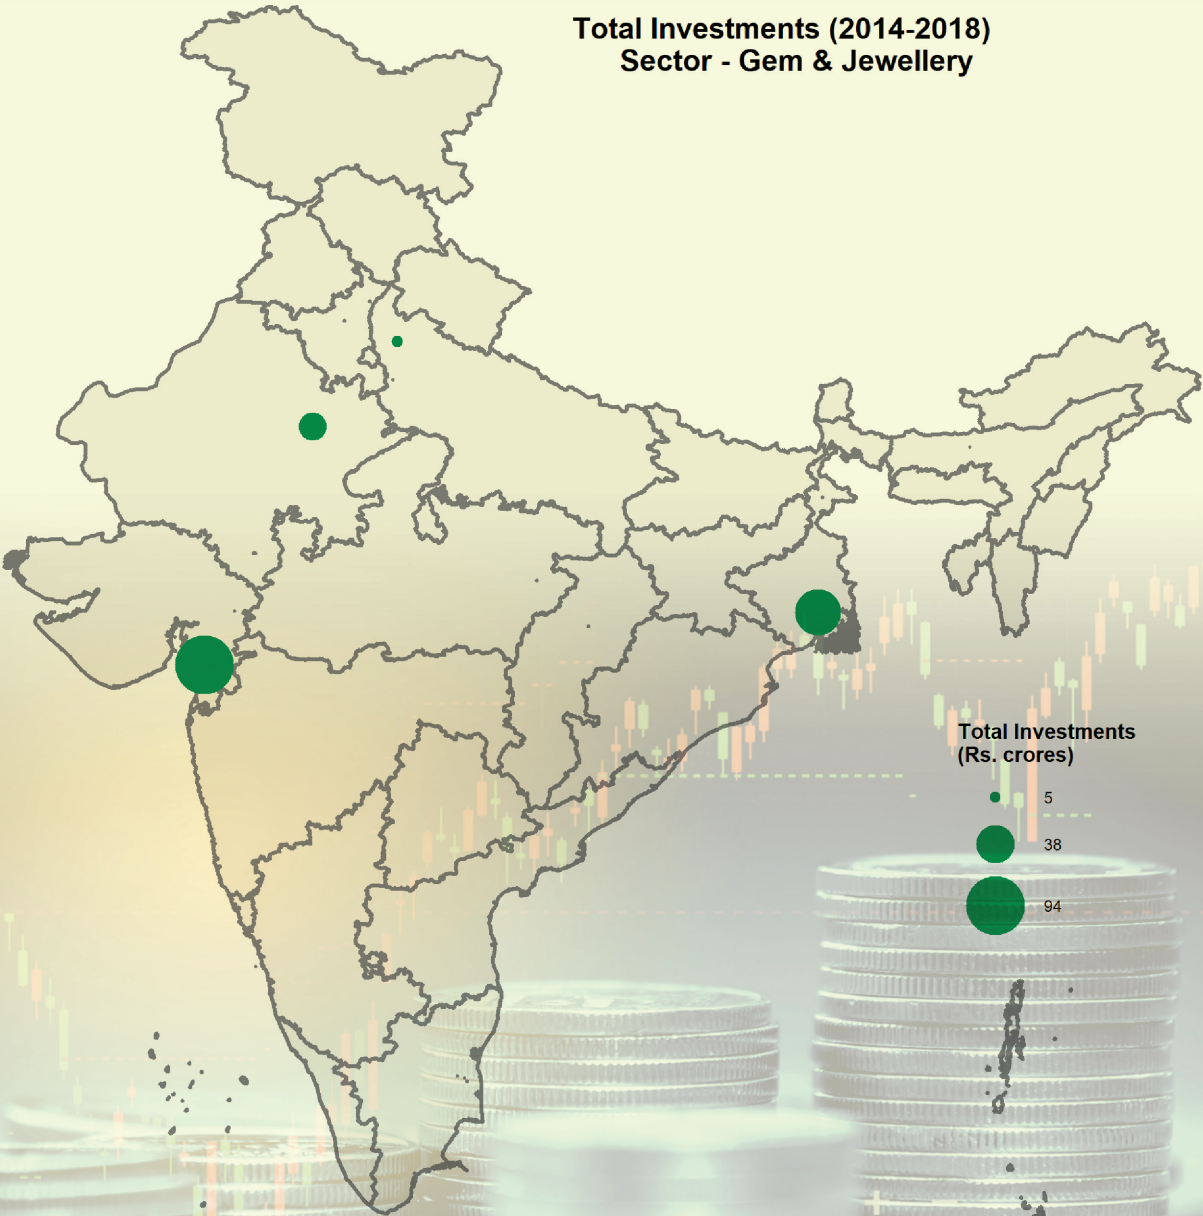 Total Investments (2014-2018)
Sector - Gem & Jewellery
Total Investments
(Rs. crores)
5
38
94